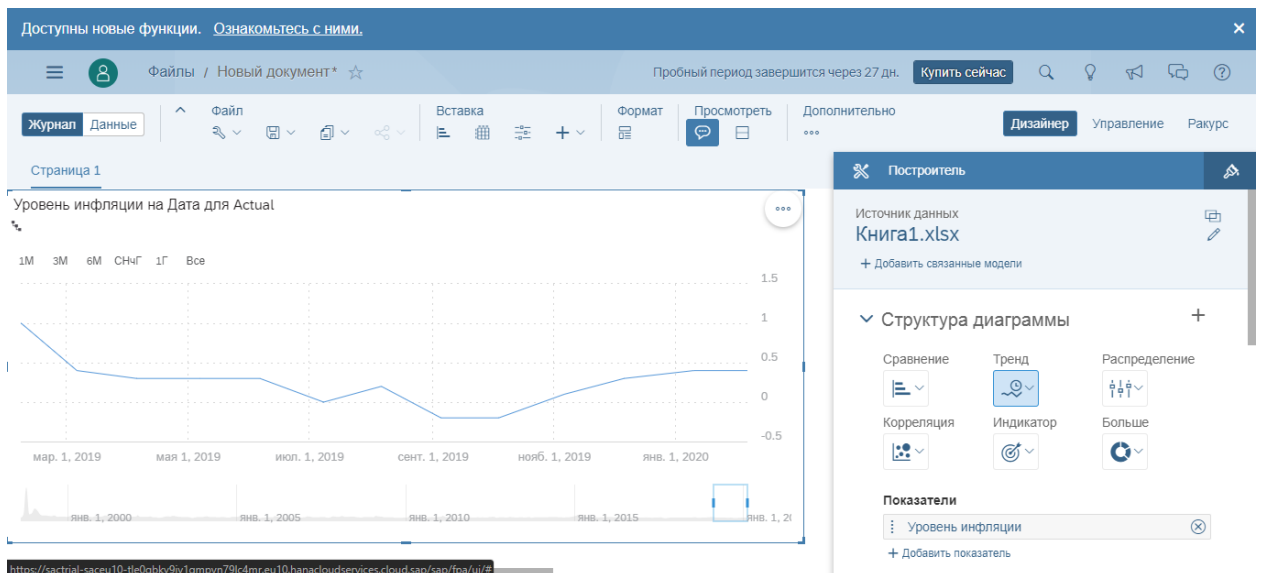 Доступны новые функции. Ознакомьтесь с ними.
Файлы / Новый документ*
Пробный период завершится через 27 дн. Купить сейчас
Журнал Данные
Файл
Вставка
Формат
Просмотреть
Дополнительно
Дизайнер Управление Ракурс
Страница 1
Уровень инфляции на Дата для Actual
1М 3М 6М СНчГ 1Г Все
1.5
1
0.5
0
-0.5
мар. 1, 2019 мая 1, 2019 июл. 1, 2019 сент. 1, 2019 нояб. 1, 2019 янв. 1, 2020
янв. 1, 2000 янв. 1, 2005 янв. 1, 2010 янв. 1, 2015 янв. 1, 20
Построитель
Источник данных
Книга1.xlsx
+ Добавить связанные модели
Структура диаграммы +
Сравнение Тренд Распределение
Корреляция Индикатор Больше
Показатели
Уровень инфляции
+ Добавить показатель